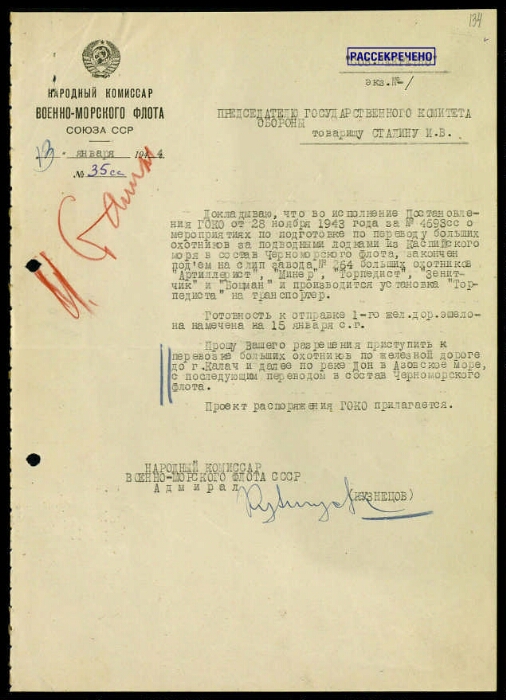 134
РАССЕКРЕЧЕНО
экз.№ 1
НАРОДНЫЙ КОМИССАР
ВОЕННО-МОРСКОГО ФЛОТА
СОЮЗА ССР
13 января 1944
№ 35сс
ПРЕДСЕДАТЕЛЮ ГОСУДАРСТВЕННОГО КОМИТЕТА
ОБОРОНЫ
товарищу СТАЛИНУ И.В.
Докладываю, что во исполнение Постановле-
ния ГОКО от 28 ноября 1943 года за № 4693сс о
мероприятиях по подготовке по переводу больших
охотников за подводными лодками из Каспийского
моря в состав Черноморского флота, закончен
под'ем на слип завода № 264 больших охотников
"Артиллерист", "Минер", "Торпедист", "Зенит-
чик" и "Боцман" и производится установка "Тор-
педиста" на транспортер.
Готовность к отправке 1-го жел.дор.эшело-
на намечена на 15 января с.г.
Прошу Вашего разрешения приступить к
перевозке больших охотников по железной дороге
до г.Калач и далее по реке Дон в Азовское море,
с последующим переводом в состав Черноморского
флота.
Проект распоряжения ГОКО прилагается.
НАРОДНЫЙ КОМИССАР
ВОЕННО-МОРСКОГО ФЛОТА СССР
Адмирал
(КУЗНЕЦОВ)